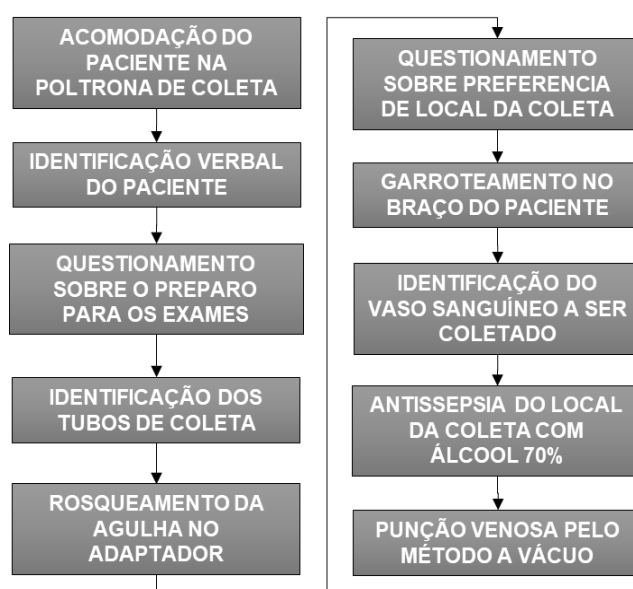 ACOMODAÇÃO DO
PACIENTE NA
POLTRONA DE COLETA
IDENTIFICAÇÃO VERBAL
DO PACIENTE
QUESTIONAMENTO
SOBRE O PREPARO
PARA OS EXAMES
IDENTIFICAÇÃO DOS
TUBOS DE COLETA
ROSQUEAMENTO DA
AGULHA NO
ADAPTADOR
QUESTIONAMENTO
SOBRE PREFERENCIA
DE LOCAL DA COLETA
GARROTEAMENTO NO
BRAÇO DO PACIENTE
IDENTIFICAÇÃO DO
VASO SANGUÍNEO A SER
COLETADO
ANTISSEPSIA DO LOCAL
DA COLETA COM
ÁLCOOL 70%
PUNÇÃO VENOSA PELO
MÉTODO A VÁCUO